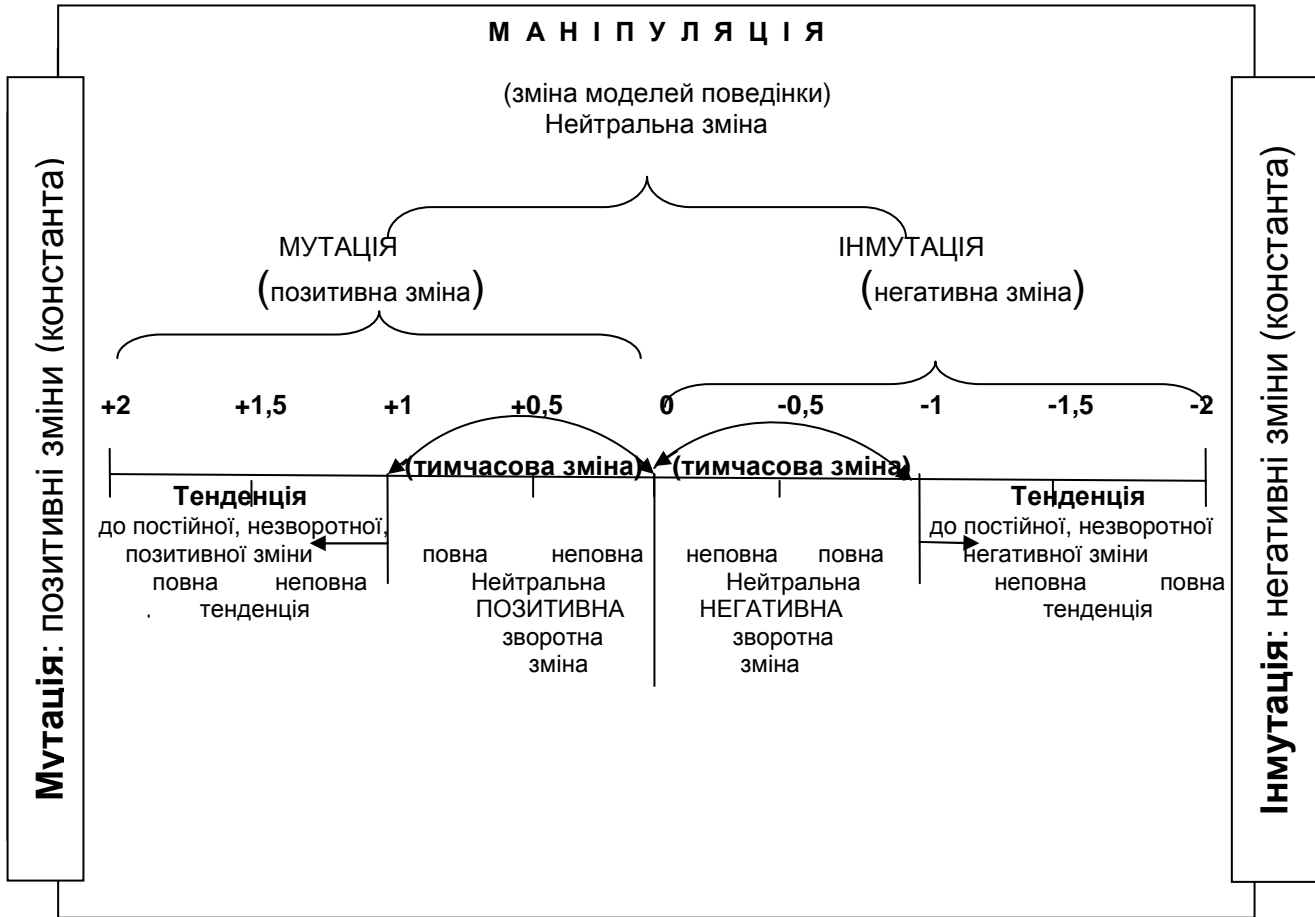 М А Н І П У Л Я Ц І Я
(зміна моделей поведінки)
Нейтральна зміна
Мутація: позитивні зміни (константа)
Інмутація: негативні зміни (константа)
МУТАЦІЯ ІНМУТАЦІЯ
(позитивна зміна) (негативна зміна)
+2 +1,5 +1 +0,5 0 -0,5 -1 -1,5 -2
(тимчасова зміна) (тимчасова зміна)
Тенденція Тенденція
до постійної, незворотної, до постійної, незворотної
позитивної зміни повна неповна неповна повна негативної зміни
повна неповна Нейтральна Нейтральна неповна повна
. тенденція ПОЗИТИВНА НЕГАТИВНА тенденція
зворотна зворотна
зміна зміна